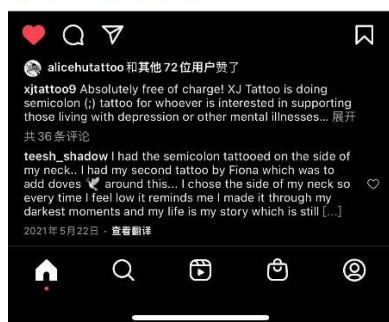 alicehutattoo 和其他 72 位用户赞了
xjtattoo9 Absolutely free of charge! XJ Tattoo is doing
semicolon (;) tattoo for whoever is interested in supporting
those living with depression or other mental illnesses... 展开
共 36 条评论
teesh_shadow I had the semicolon tattooed on the side of
my neck.. I had my second tattoo by Fiona which was to
add doves 🕊️ around this... I chose the side of my neck so
every time I feel low it reminds me I made it through my
darkest moments and my life is my story which is still [...]
2021年5月22日 · 查看翻译